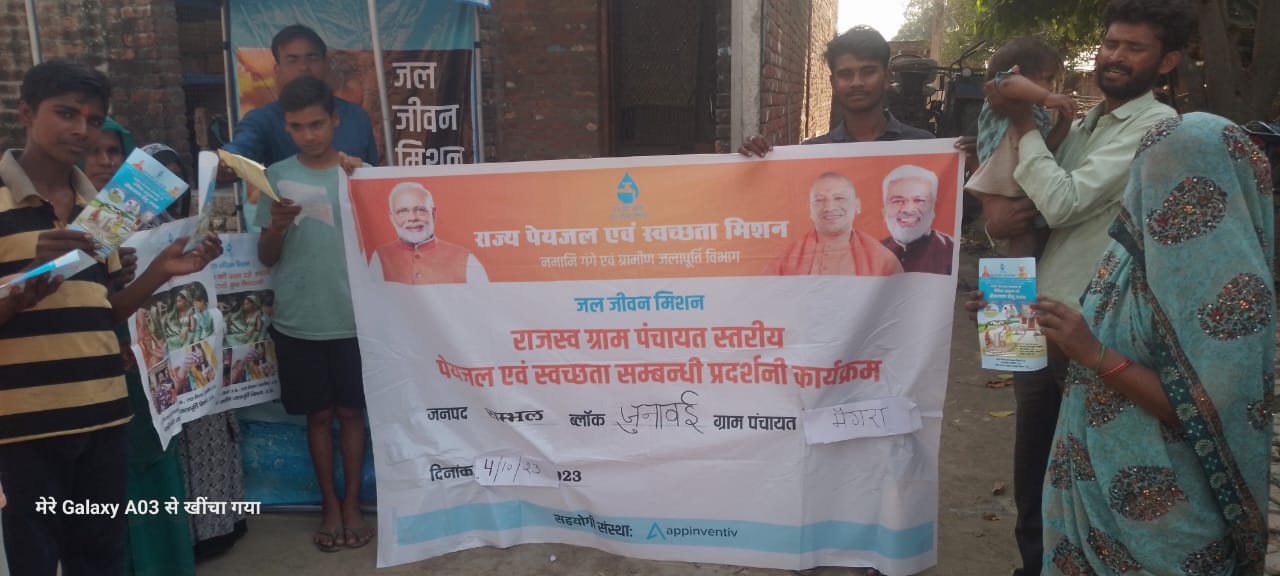 जल
जीवन
मिशन
राज्य पेयजल एवं स्वच्छता मिशन
नमामि गंगे एवं ग्रामीण जलापूर्ति विभाग
जल जीवन मिशन
राजस्व ग्राम पंचायत स्तरीय
पेयजल एवं स्वच्छता सम्बन्धी प्रदर्शनी कार्यक्रम
जनपद सम्भल ब्लॉक जुनावई ग्राम पंचायत मैगरा
दिनांक 4/10/23 2023
सहयोगी संस्था: appinventiv
मेरे Galaxy A03 से खींचा गया